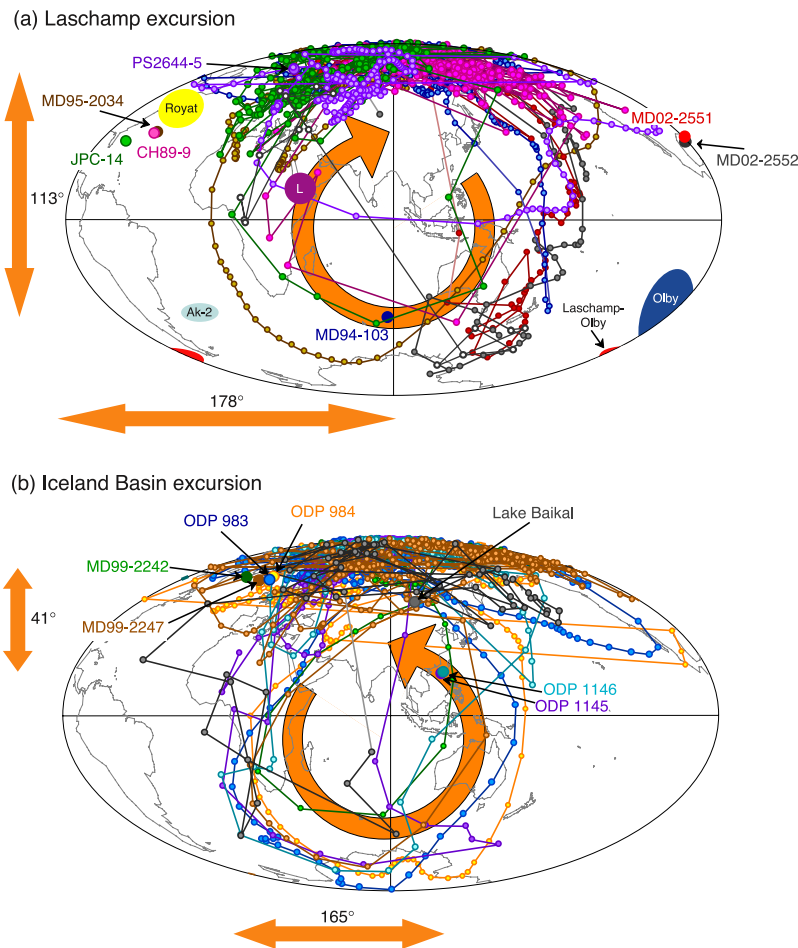 (a) Laschamp excursion
PS2644-5
MD95-2034
Royat
JPC-14
CH89-9
MD02-2551
MD02-2552
113°
L
Ak-2
MD94-103
Laschamp-
Olby
Olby
178°
(b) Iceland Basin excursion
ODP 983
ODP 984
Lake Baikal
MD99-2242
41°
MD99-2247
ODP 1146
ODP 1145
165°